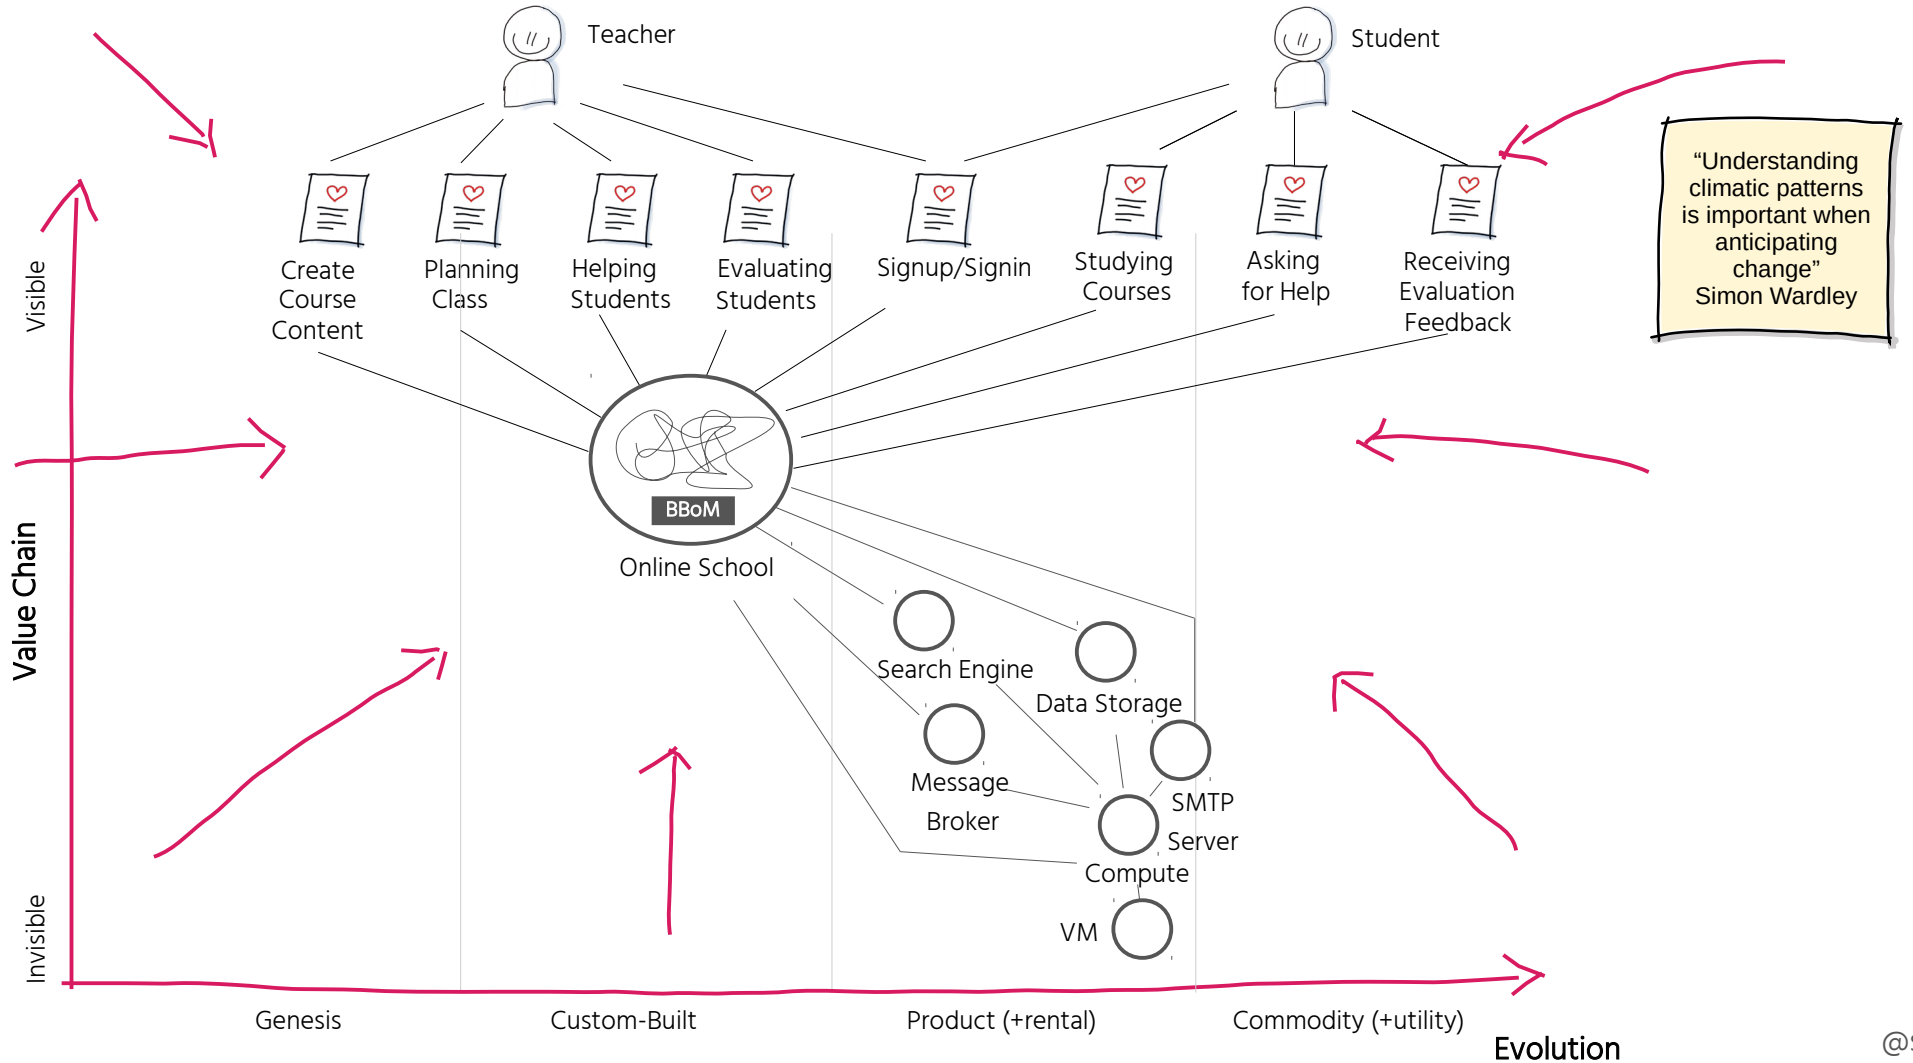 Teacher
Student
“Understanding
climatic patterns
is important when
anticipating
change”
Simon Wardley
Create
Course
Content
Planning
Class
Helping
Students
Evaluating
Students
Signup/Signin
Studying
Courses
Asking
for Help
Receiving
Evaluation
Feedback
Visible
Value Chain
Invisible
BBoM
Online School
Search Engine
Data Storage
Message
Broker
SMTP
Server
Compute
VM
Genesis
Custom-Built
Product (+rental)
Commodity (+utility)
Evolution